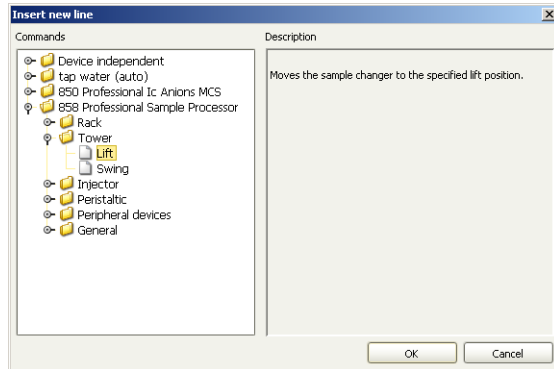 Insert new line
Commands
Description
Device independent
tap water (auto)
850 Professional Ic Anions MCS
858 Professional Sample Processor
Rack
Tower
Lift
Swing
Injector
Peristaltic
Peripheral devices
General
Moves the sample changer to the specified lift position.
OK
Cancel